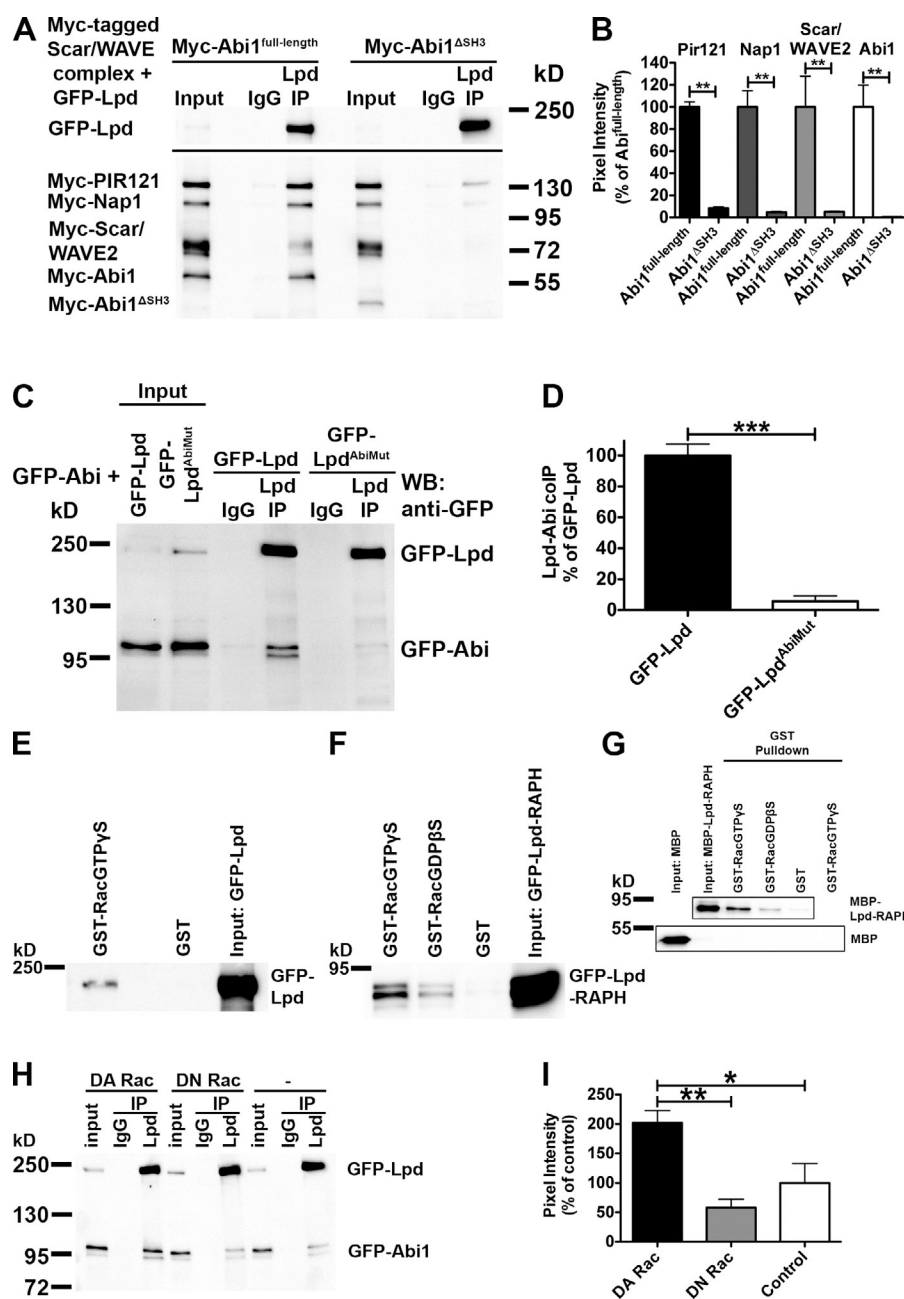 A
Myc-tagged
Scar/WAVE
complex +
GFP-Lpd
Myc-Abi1full-length
Myc-Abi1ΔSH3
Input
IgG
Lpd
IP
Input
IgG
Lpd
IP
kD
GFP-Lpd
250
Myc-PIR121
Myc-Nap1
Myc-Scar/
WAVE2
Myc-Abi1
Myc-Abi1ΔSH3
130
95
72
55
B
Pir121
Nap1
Scar/
WAVE2
Abi1
**
**
**
**
Pixel Intensity
(% of Abifull-length)
140
120
100
80
60
40
20
0
Abi1full-length
Abi1ΔSH3
Abi1full-length
Abi1ΔSH3
Abi1full-length
Abi1ΔSH3
Abi1full-length
Abi1ΔSH3
C
Input
GFP-Abi +
GFP-Lpd
GFP-
LpdAbiMut
GFP-Lpd
GFP-
LpdAbiMut
IgG
Lpd
IP
IgG
Lpd
IP
WB:
anti-GFP
kD
250
130
95
GFP-Lpd
GFP-Abi
D
***
Lpd-Abi coIP
% of GFP-Lpd
100
80
60
40
20
0
GFP-Lpd
GFP-LpdAbiMut
E
GST-RacGTPγS
GST
Input: GFP-Lpd
kD
250
GFP-
Lpd
F
GST-RacGTPγS
GST-RacGDPβS
GST
Input: GFP-Lpd-RAPH
kD
95
GFP-Lpd
-RAPH
G
GST
Pulldown
Input: MBP
Input: MBP-Lpd-RAPH
GST-RacGTPγS
GST-RacGDPβS
GST
GST-RacGTPγS
kD
95
55
MBP-
Lpd-RAPH
MBP
H
DA Rac
DN Rac
-
input
IP
IgG
Lpd
input
IP
IgG
Lpd
input
IP
IgG
Lpd
kD
250
130
95
72
GFP-Lpd
GFP-Abi1
I
*
**
Pixel Intensity
(% of control)
250
200
150
100
50
0
DA Rac
DN Rac
Control